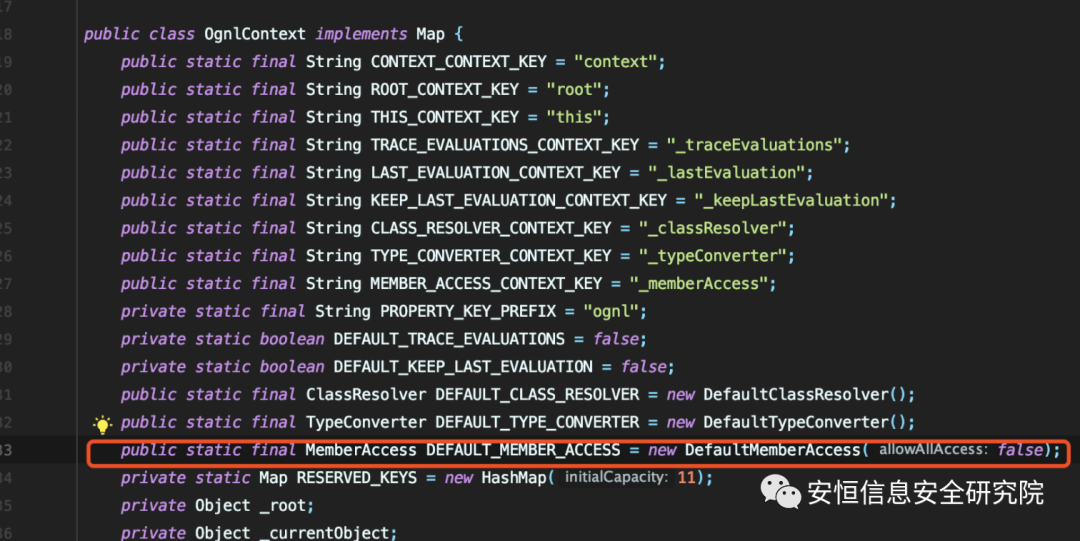 17
18 public class OgnlContext implements Map {
19 public static final String CONTEXT_CONTEXT_KEY = "context";
20 public static final String ROOT_CONTEXT_KEY = "root";
21 public static final String THIS_CONTEXT_KEY = "this";
22 public static final String TRACE_EVALUATIONS_CONTEXT_KEY = "_traceEvaluations";
23 public static final String LAST_EVALUATION_CONTEXT_KEY = "_lastEvaluation";
24 public static final String KEEP_LAST_EVALUATION_CONTEXT_KEY = "_keepLastEvaluation";
25 public static final String CLASS_RESOLVER_CONTEXT_KEY = "_classResolver";
26 public static final String TYPE_CONVERTER_CONTEXT_KEY = "_typeConverter";
27 public static final String MEMBER_ACCESS_CONTEXT_KEY = "_memberAccess";
28 private static final String PROPERTY_KEY_PREFIX = "ognl";
29 private static boolean DEFAULT_TRACE_EVALUATIONS = false;
30 private static boolean DEFAULT_KEEP_LAST_EVALUATION = false;
31 public static final ClassResolver DEFAULT_CLASS_RESOLVER = new DefaultClassResolver();
32 public static final TypeConverter DEFAULT_TYPE_CONVERTER = new DefaultTypeConverter();
33 public static final MemberAccess DEFAULT_MEMBER_ACCESS = new DefaultMemberAccess( allowAllAccess: false);
34 private static Map RESERVED_KEYS = new HashMap( initialCapacity: 11);
35 private Object _root;
36 private Object _currentObject;
安恒信息安全研究院